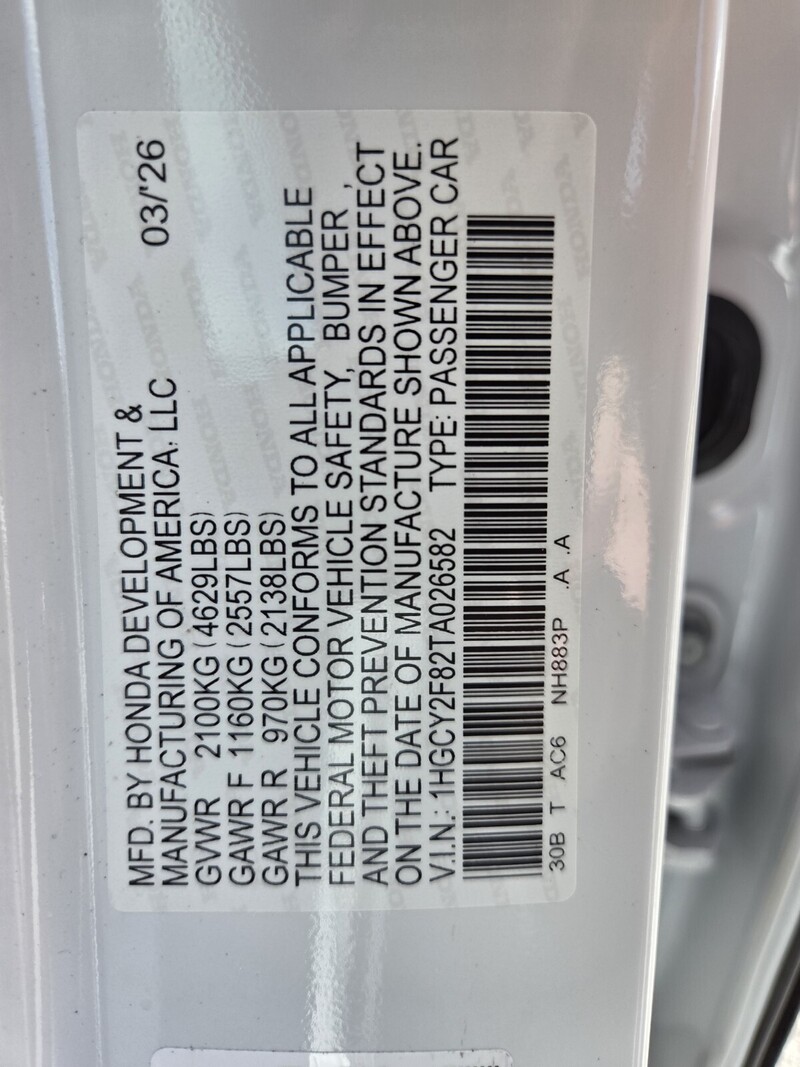 MFD. BY HONDA DEVELOPMENT & 03/'26
MANUFACTURING OF AMERICA. LLC
GVWR 2100KG (4629LBS)
GAWR F 1160KG (2557LBS)
GAWR R 970KG (2138LBS)
THIS VEHICLE CONFORMS TO ALL APPLICABLE
FEDERAL MOTOR VEHICLE SAFETY, BUMPER ,
AND THEFT PREVENTION STANDARDS IN EFFECT
ON THE DATE OF MANUFACTURE SHOWN ABOVE.
V.I.N.: 1HGCY2F82TA026582 TYPE: PASSENGER CAR
30B T AC6 NH883P .A .A